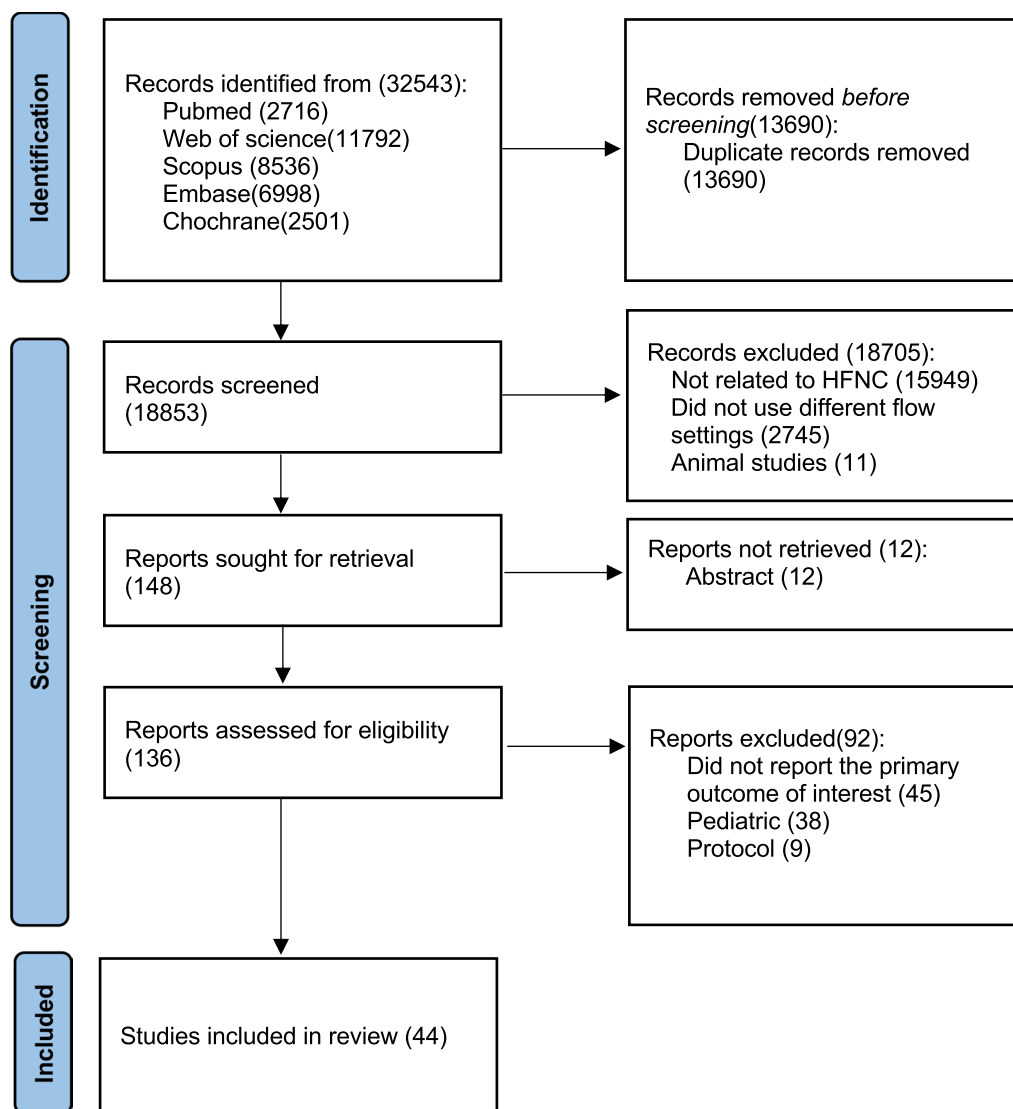 Identification
Records identified from (32543):
Pubmed (2716)
Web of science(11792)
Scopus (8536)
Embase(6998)
Chochrane(2501)
Records removed before
screening(13690):
Duplicate records removed
(13690)
Screening
Records screened
(18853)
Records excluded (18705):
Not related to HFNC (15949)
Did not use different flow
settings (2745)
Animal studies (11)
Reports sought for retrieval
(148)
Reports not retrieved (12):
Abstract (12)
Reports assessed for eligibility
(136)
Reports excluded(92):
Did not report the primary
outcome of interest (45)
Pediatric (38)
Protocol (9)
Included
Studies included in review (44)